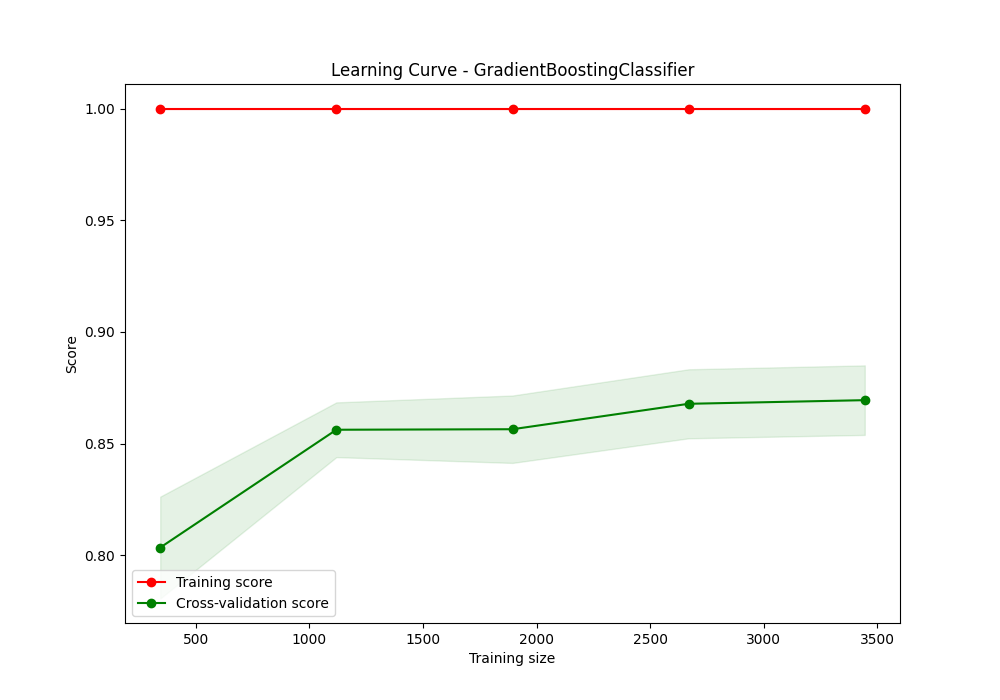 Learning Curve - GradientBoostingClassifier
1.00
0.95
0.90
0.85
0.80
Score
Training score
Cross-validation score
500 1000 1500 2000 2500 3000 3500
Training size